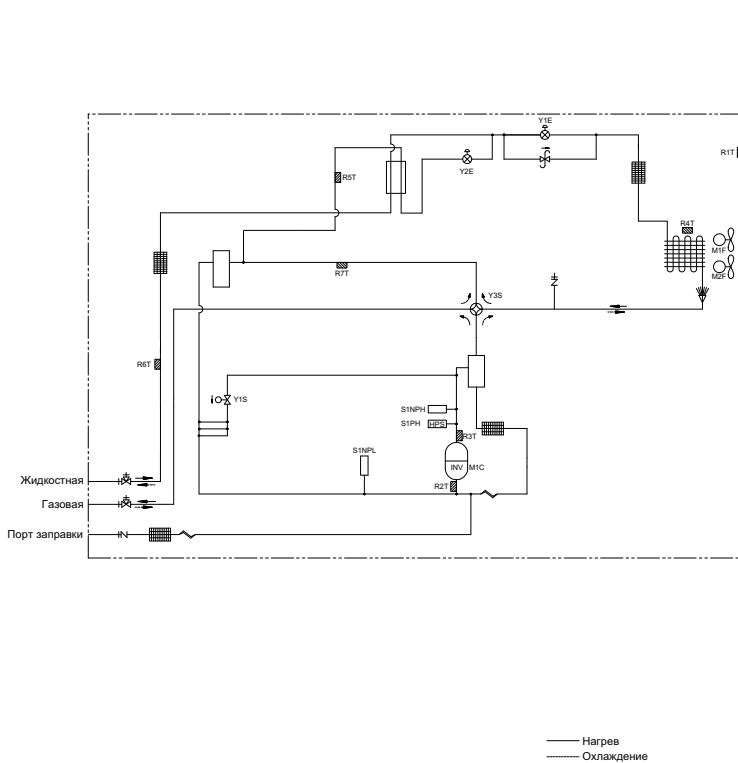 Y1E
R1T
R5T
Y2E
R4T
M1F
R7T
M2F
Y3S
R6T
Y1S
S1NPH
S1PH HPS
R3T
S1NPL
INV M1C
Жидкостная
R2T
Газовая
Порт заправки
Нагрев
Охлаждение